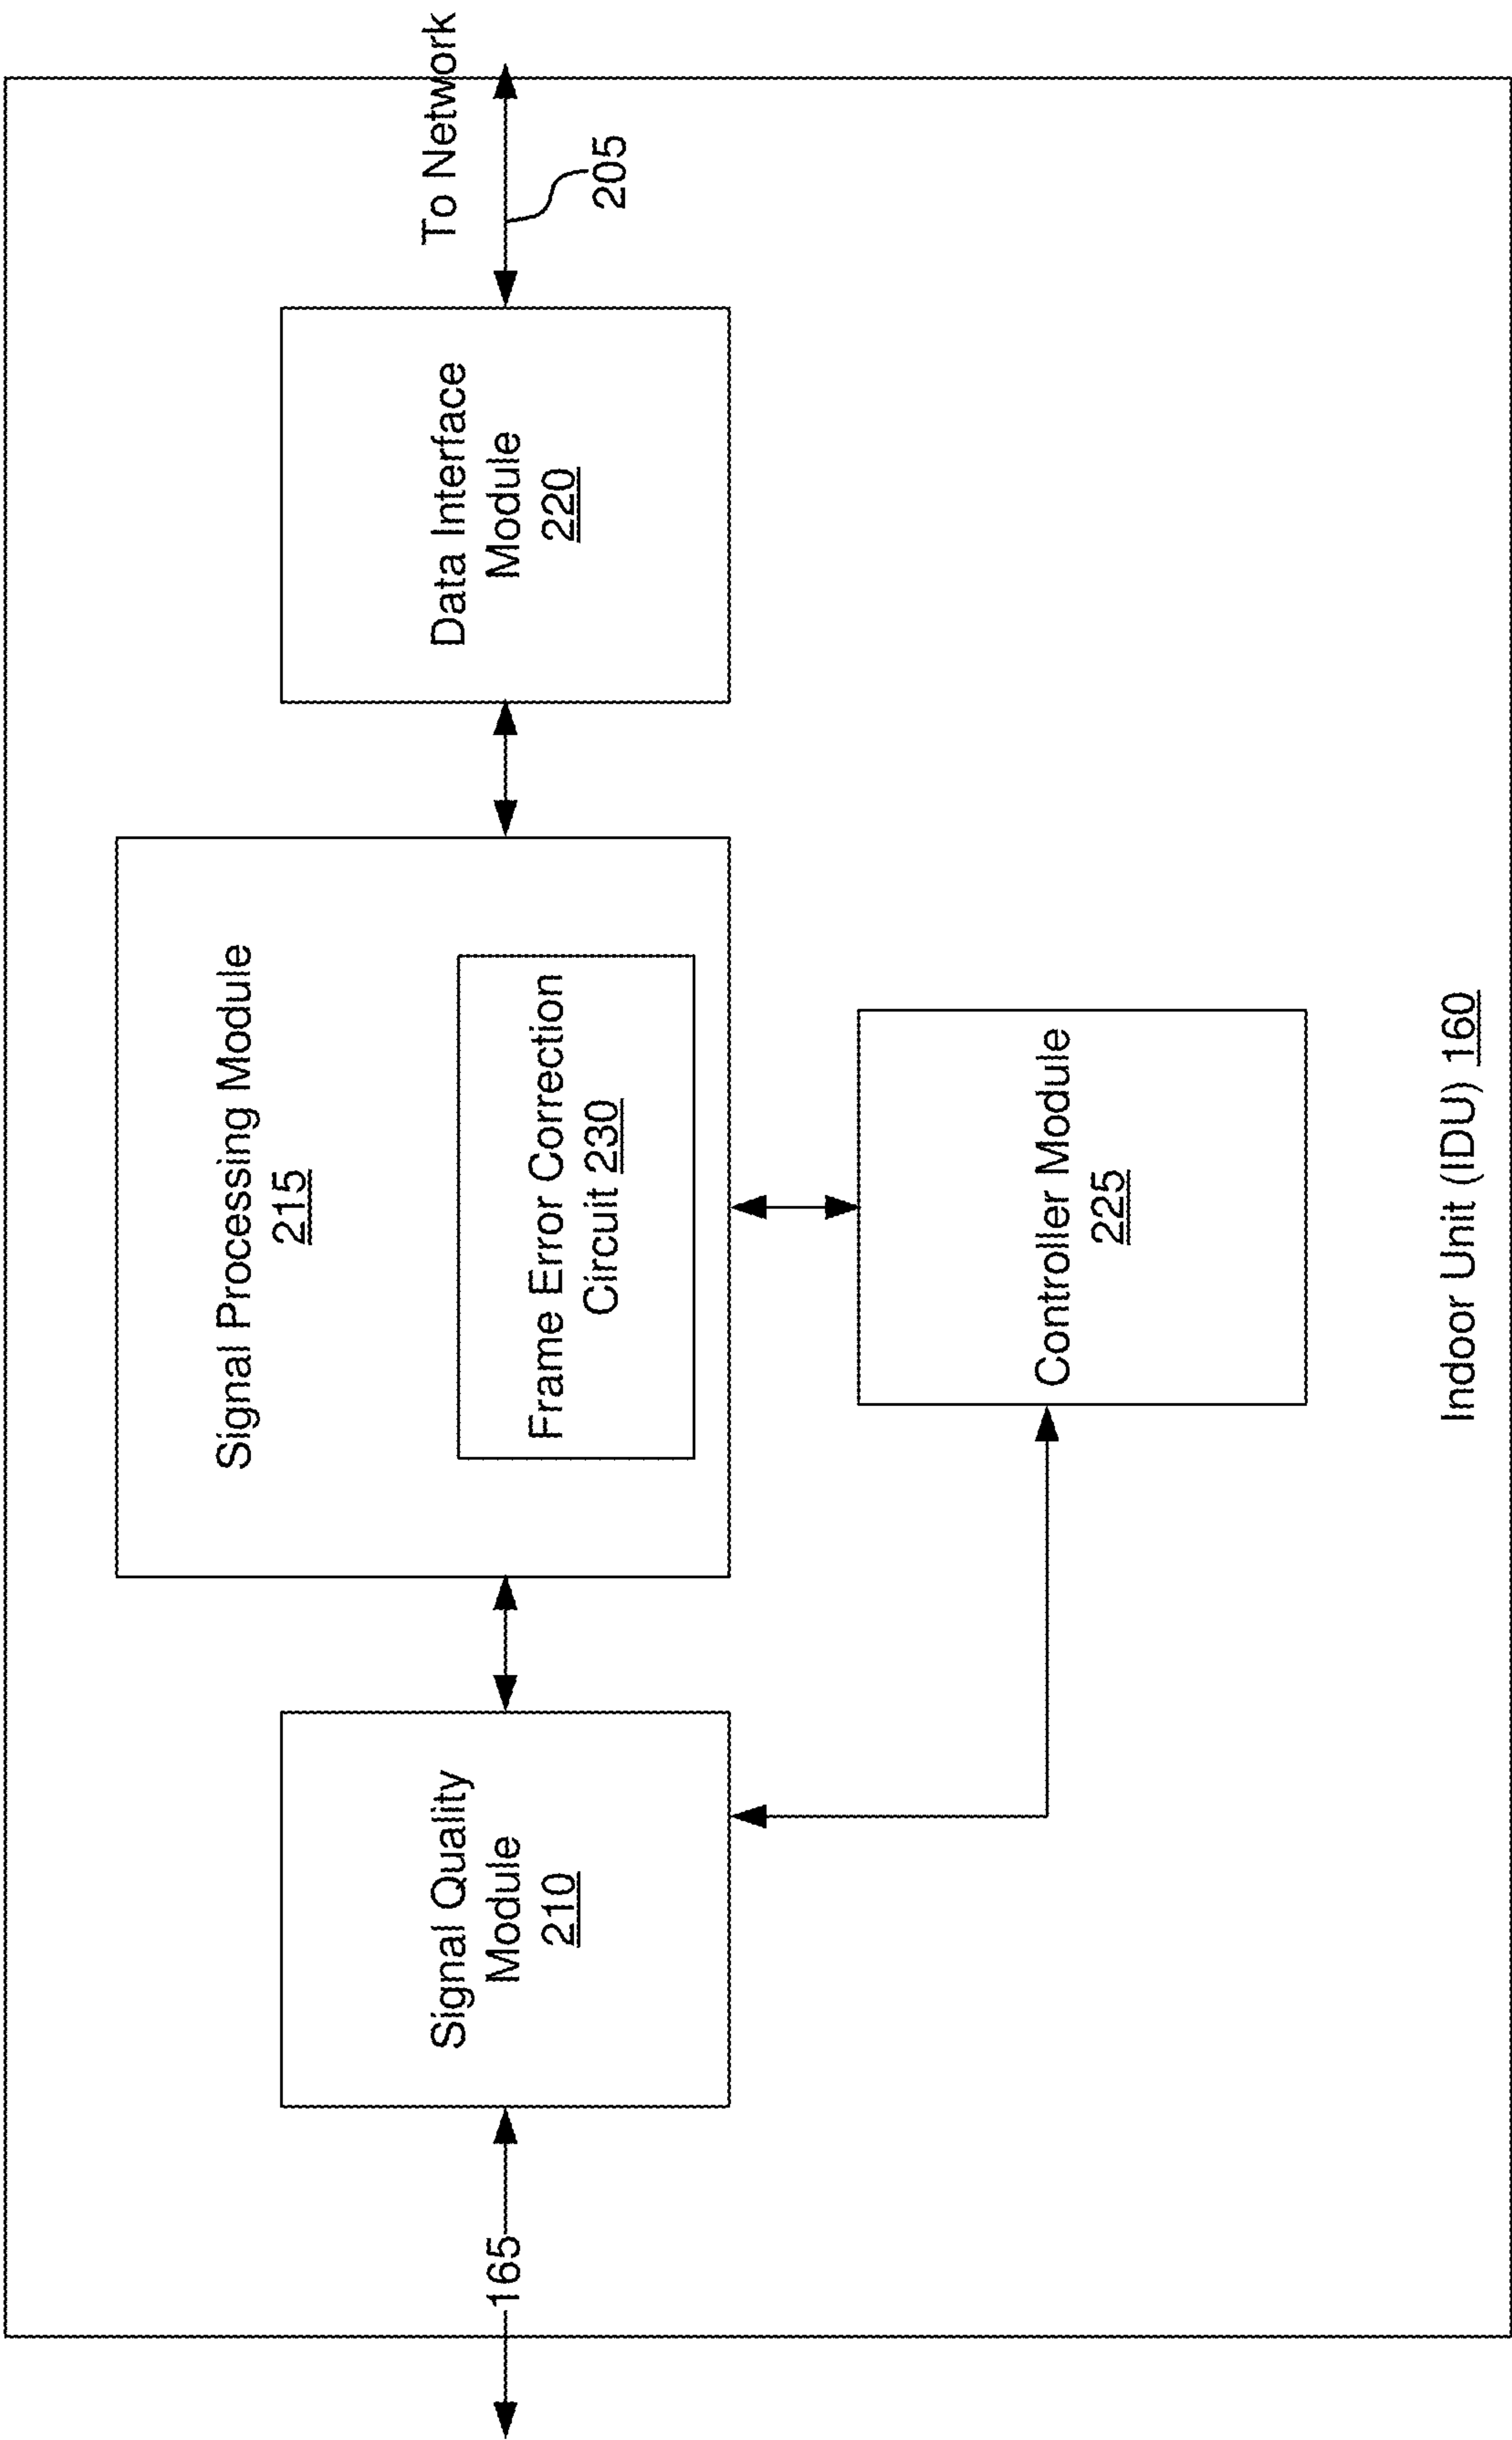 Signal Processing Module
215
To Network
Signal Quality
Module
210
Frame Error Correction
Circuit 230
Data Interface
Module
220
165
205
Controller Module
225
Indoor Unit (IDU) 160